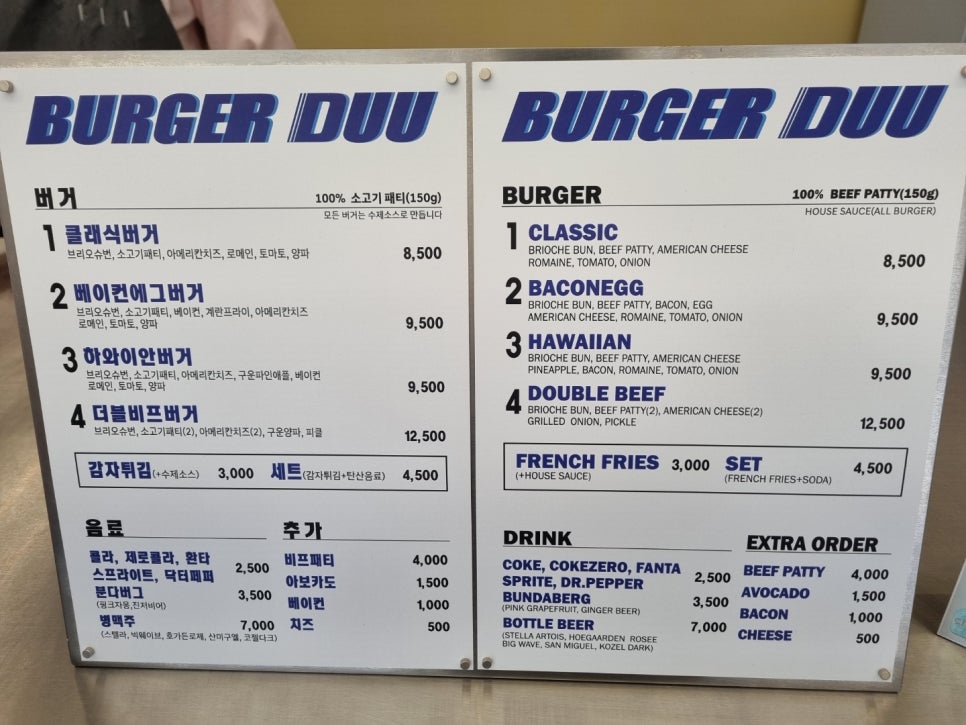 BURGER DUU
버거
100% 소고기 패티(150g)
모든 버거는 수제소스로 만듭니다
1 클래식버거
브리오슈번, 소고기패티, 아메리칸치즈, 로메인, 토마토, 양파
8,500
2 베이컨에그버거
브리오슈번, 소고기패티, 베이컨, 계란프라이, 아메리칸치즈
로메인, 토마토, 양파
9,500
3 하와이안버거
브리오슈번, 소고기패티, 아메리칸치즈, 구운파인애플, 베이컨
로메인, 토마토, 양파
9,500
4 더블비프버거
브리오슈번, 소고기패티(2), 아메리칸치즈(2), 구운양파, 피클
12,500
감자튀김(+수제소스) 3,000 세트(감자튀김+탄산음료) 4,500
음료
콜라, 제로콜라, 환타
스프라이트, 닥터페퍼 2,500
분다버그 3,500
(핑크자몽,진저비어)
병맥주 7,000
(스텔라, 빅웨이브, 호가든로제, 산미구엘, 코젤다크)
추가
비프패티 4,000
아보카도 1,500
베이컨 1,000
치즈 500
BURGER DUU
BURGER
100% BEEF PATTY(150g)
HOUSE SAUCE(ALL BURGER)
1 CLASSIC
BRIOCHE BUN, BEEF PATTY, AMERICAN CHEESE
ROMAINE, TOMATO, ONION
8,500
2 BACONEGG
BRIOCHE BUN, BEEF PATTY, BACON, EGG
AMERICAN CHEESE, ROMAINE, TOMATO, ONION
9,500
3 HAWAIIAN
BRIOCHE BUN, BEEF PATTY, AMERICAN CHEESE
PINEAPPLE, BACON, ROMAINE, TOMATO, ONION
9,500
4 DOUBLE BEEF
BRIOCHE BUN, BEEF PATTY(2), AMERICAN CHEESE(2)
GRILLED ONION, PICKLE
12,500
FRENCH FRIES 3,000 SET 4,500
(+HOUSE SAUCE) (FRENCH FRIES+SODA)
DRINK
COKE, COKEZERO, FANTA
SPRITE, DR.PEPPER 2,500
BUNDABERG 3,500
(PINK GRAPEFRUIT, GINGER BEER)
BOTTLE BEER 7,000
(STELLA ARTOIS, HOEGAARDEN ROSEE
BIG WAVE, SAN MIGUEL, KOZEL DARK)
EXTRA ORDER
BEEF PATTY 4,000
AVOCADO 1,500
BACON 1,000
CHEESE 500